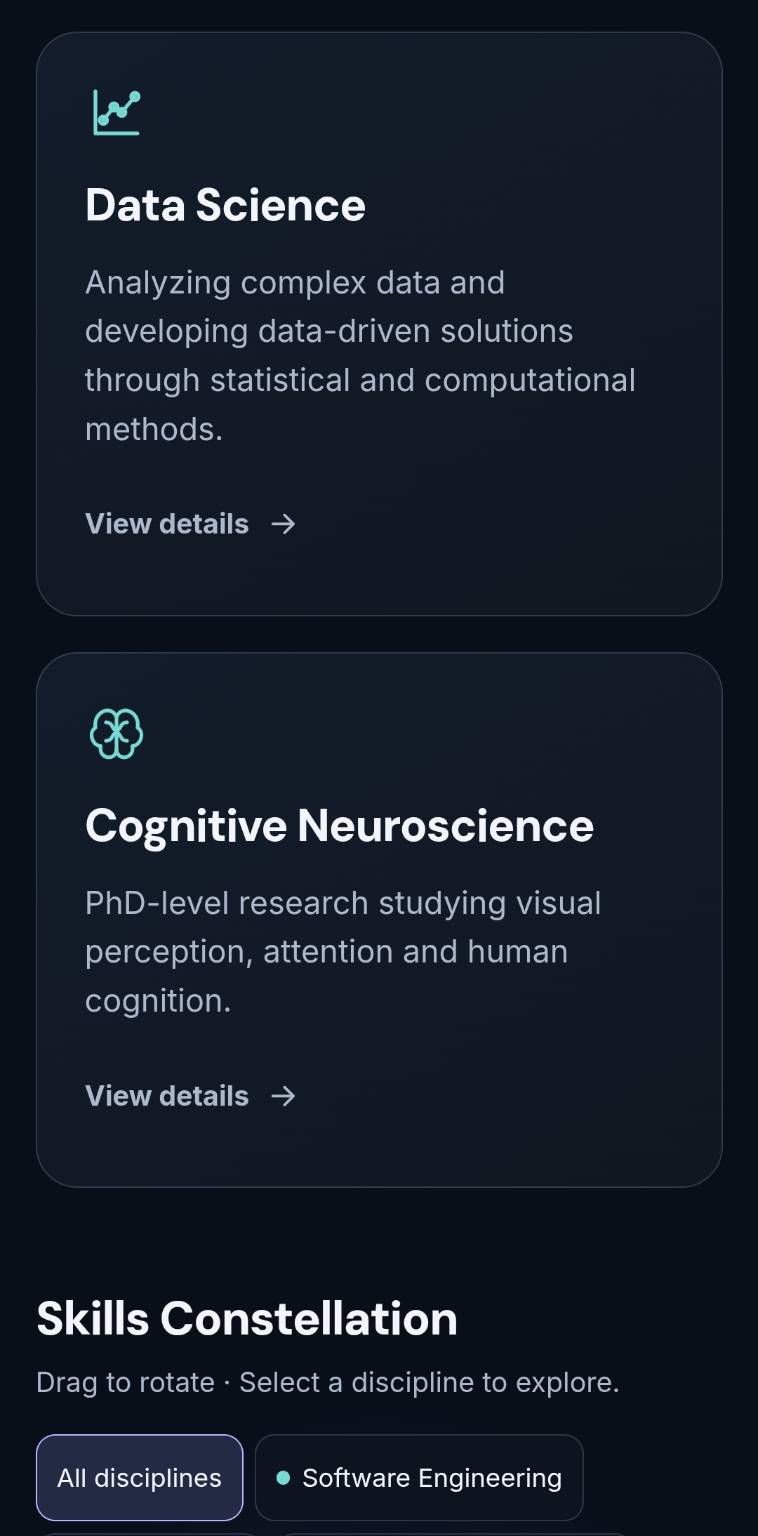 Data Science
Analyzing complex data and
developing data-driven solutions
through statistical and computational
methods.
View details →
Cognitive Neuroscience
PhD-level research studying visual
perception, attention and human
cognition.
View details →
Skills Constellation
Drag to rotate · Select a discipline to explore.
All disciplines
Software Engineering